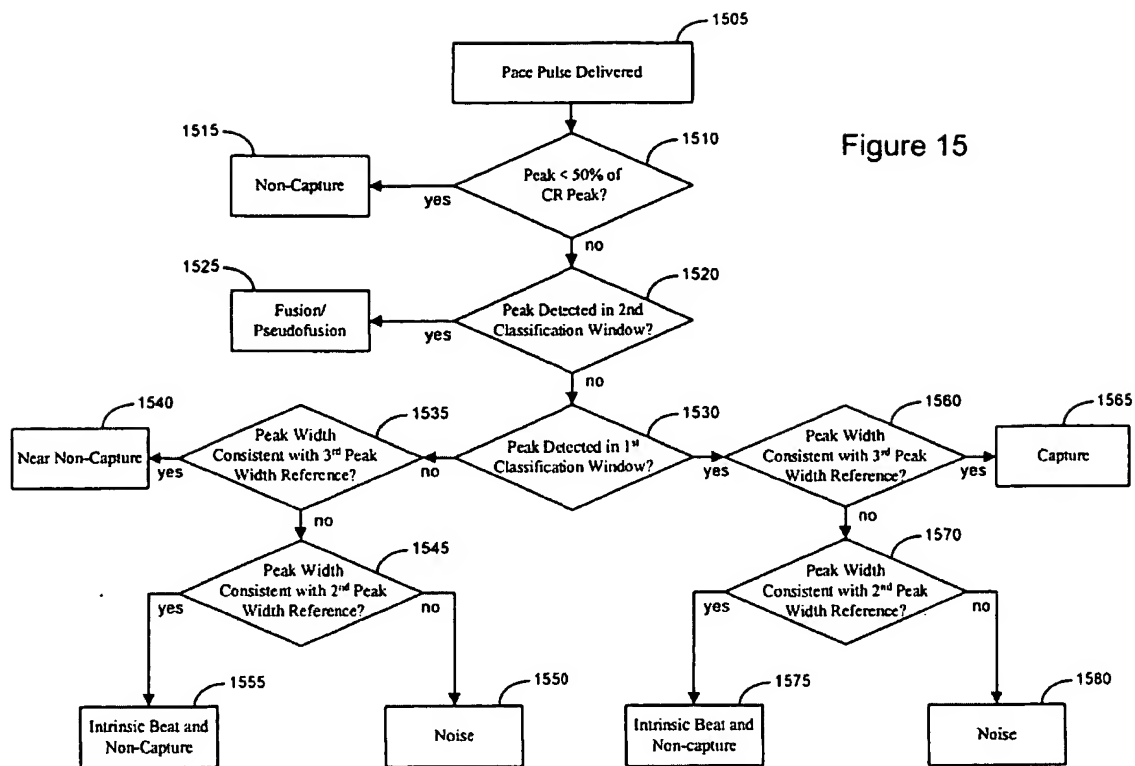 1505
Pace Pulse Delivered
Figure 15
1515
1510
Non-Capture
yes
Peak < 50% of
CR Peak?
no
1525
1520
Fusion/
Pseudofusion
yes
Peak Detected in 2nd
Classification Window?
no
1540
1535
1530
1560
1565
Near Non-Capture
yes
Peak Width
Consistent with 3rd Peak
Width Reference?
no
Peak Detected in 1st
Classification Window?
yes
Peak Width
Consistent with 3rd Peak
Width Reference?
yes
Capture
no
no
1545
1570
Peak Width
Consistent with 2nd Peak
Width Reference?
yes
no
Peak Width
Consistent with 2nd Peak
Width Reference?
yes
no
1555
1550
1575
1580
Intrinsic Beat and
Non-Capture
Noise
Intrinsic Beat and
Non-capture
Noise